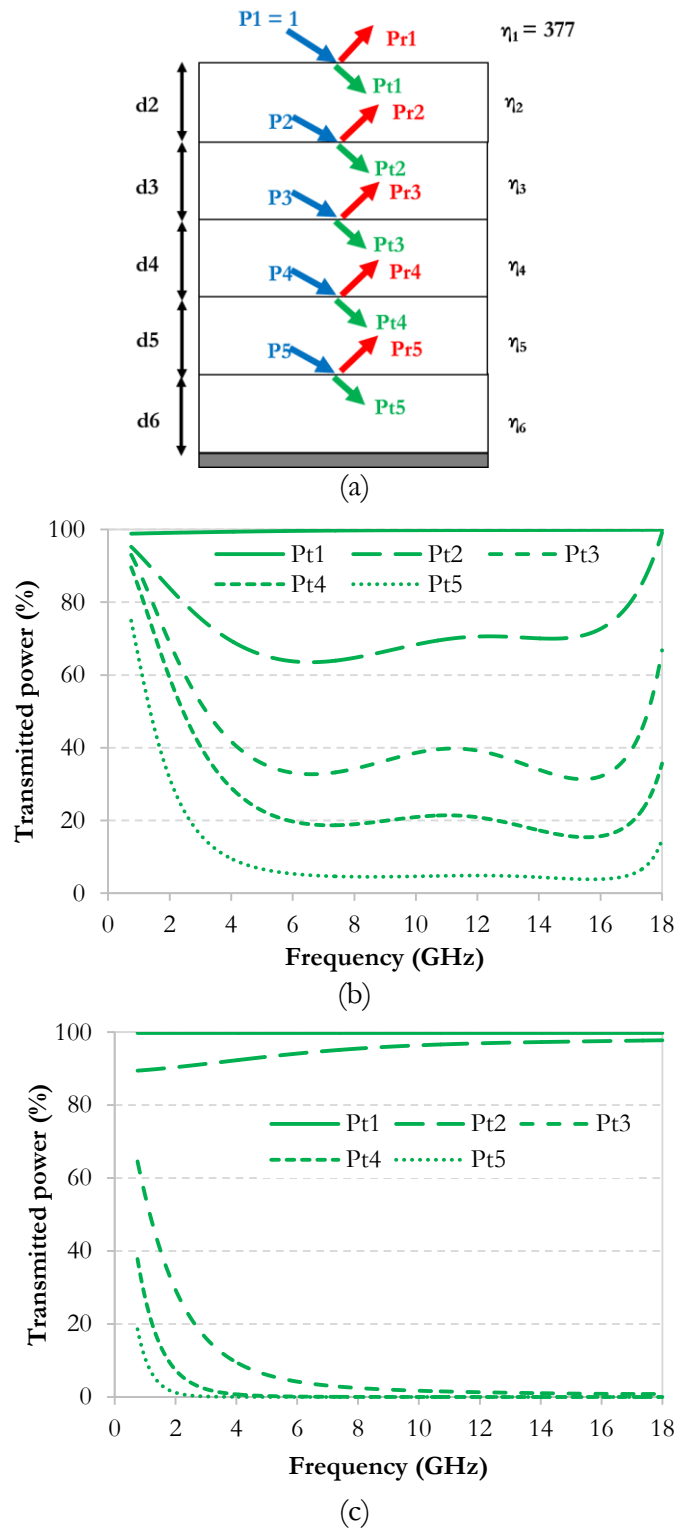 P1 = 1
Pr1
η1 = 377
Pt1
d2
Pr2
η2
P2
Pt2
d3
Pr3
η3
P3
Pt3
d4
Pr4
η4
P4
Pt4
d5
Pr5
η5
P5
Pt5
d6
η6
(a)
100
80
60
40
20
0
Transmitted power (%)
Pt1 Pt2 Pt3
Pt4 Pt5
0 2 4 6 8 10 12 14 16 18
Frequency (GHz)
(b)
100
80
60
40
20
0
Transmitted power (%)
Pt1 Pt2 Pt3
Pt4 Pt5
0 2 4 6 8 10 12 14 16 18
Frequency (GHz)
(c)